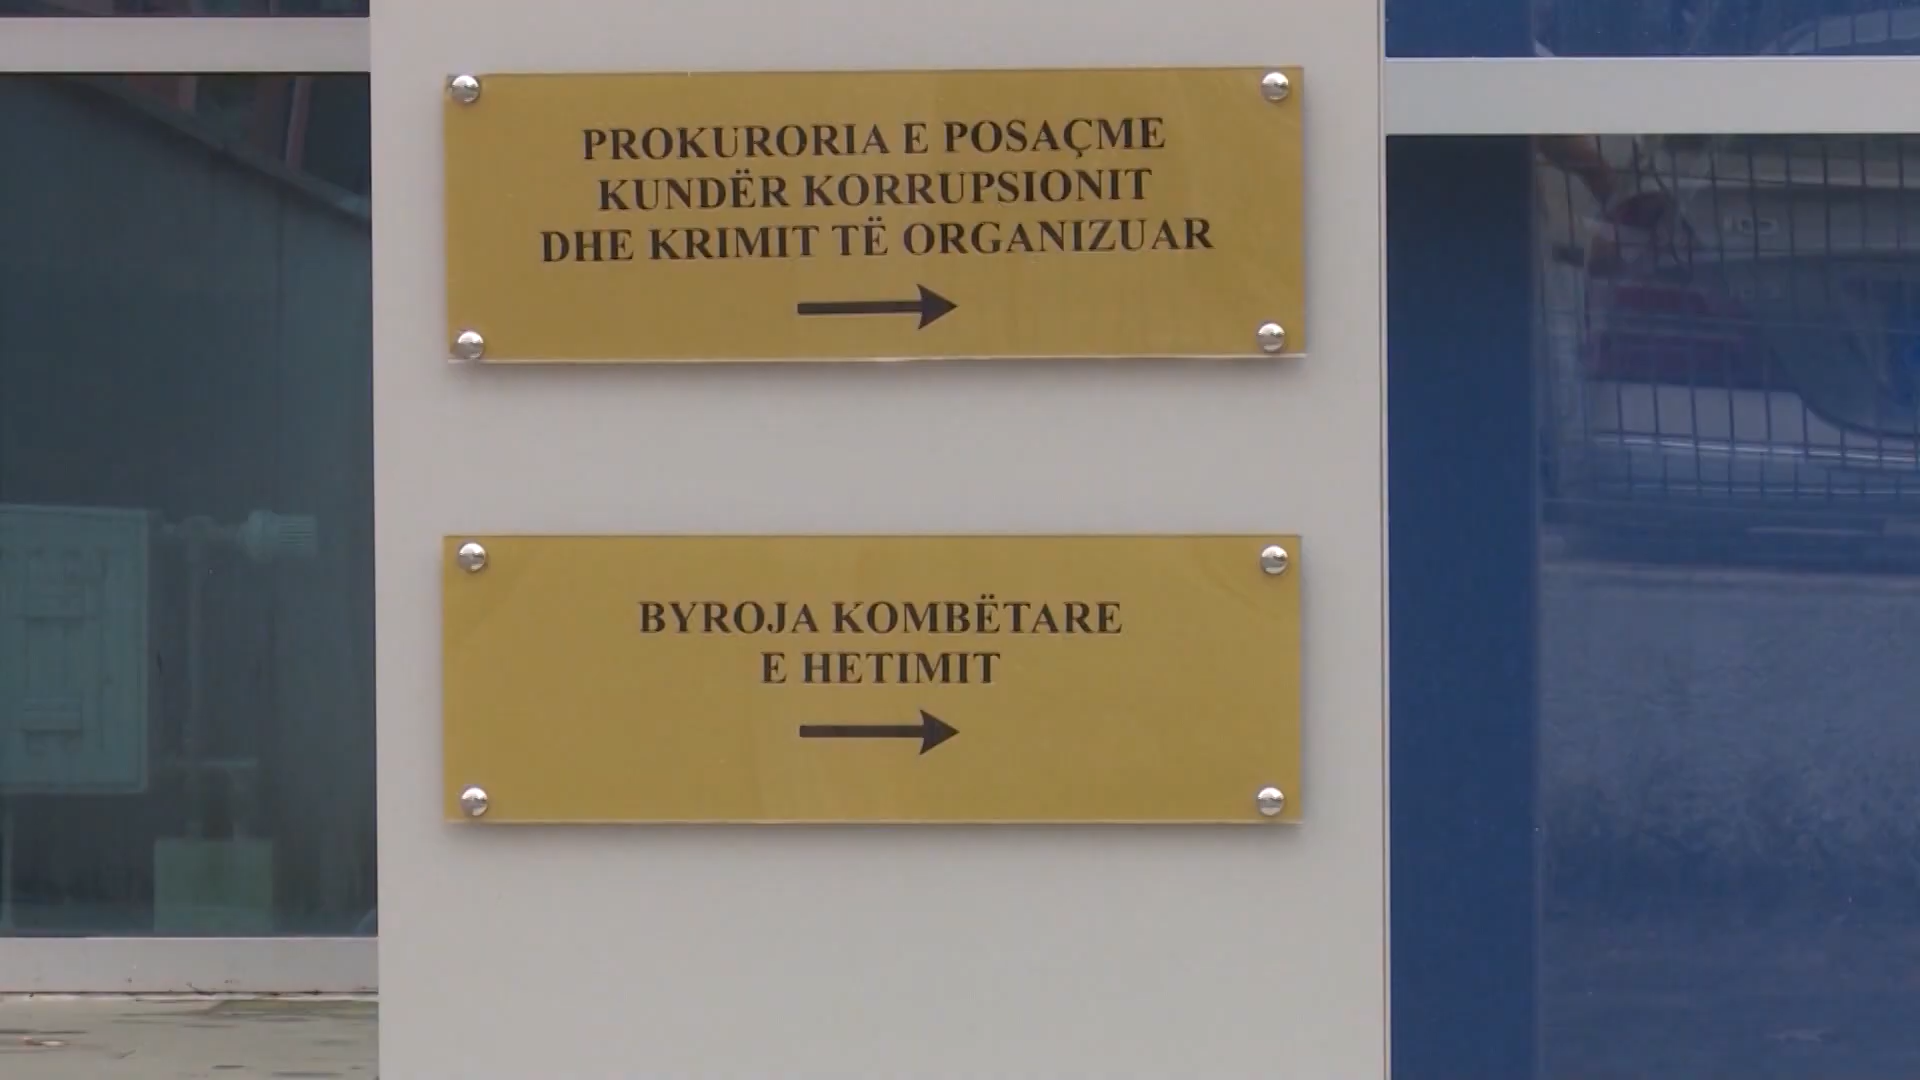 PROKURORIA E POSAÇME
KUNDËR KORRUPSIONIT
DHE KRIMIT TË ORGANIZUAR
BYROJA KOMBËTARE
E HETIMIT